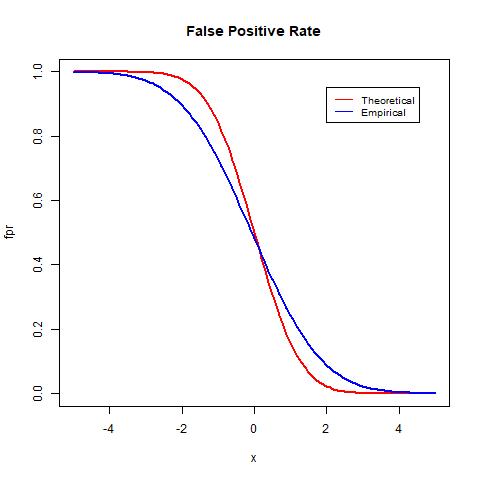 False Positive Rate
Theoretical
Empirical
fpr
1.0
0.8
0.6
0.4
0.2
0.0
-4 -2 0 2 4
x